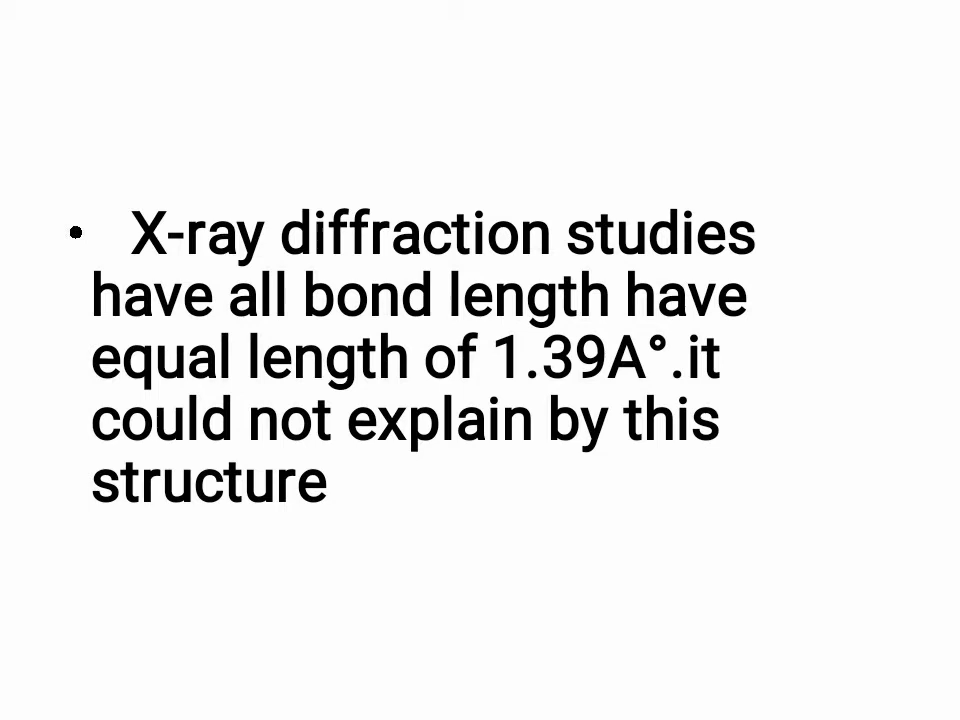 • X-ray diffraction studies
have all bond length have
equal length of 1.39A°.it
could not explain by this
structure